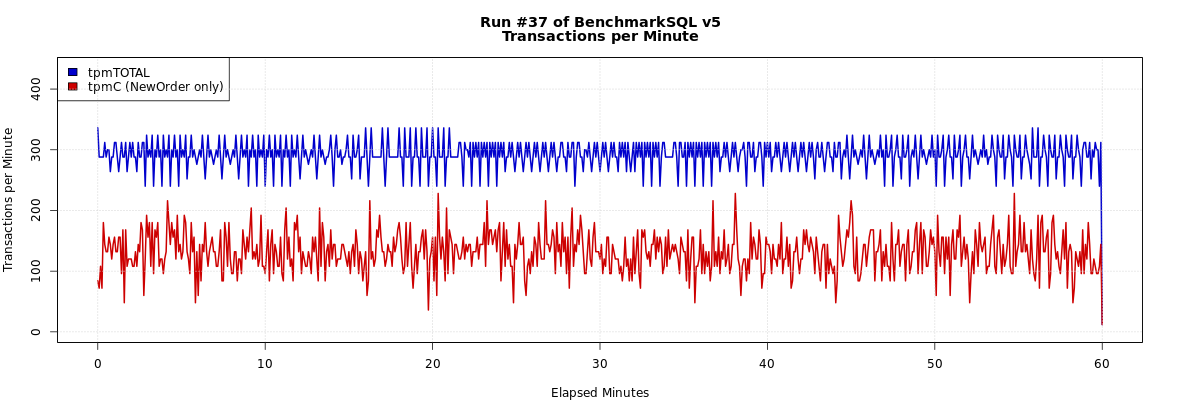 Run #37 of BenchmarkSQL v5
Transactions per Minute
tpmTOTAL
tpmC (NewOrder only)
Transactions per Minute
400
300
200
100
0
0 10 20 30 40 50 60
Elapsed Minutes